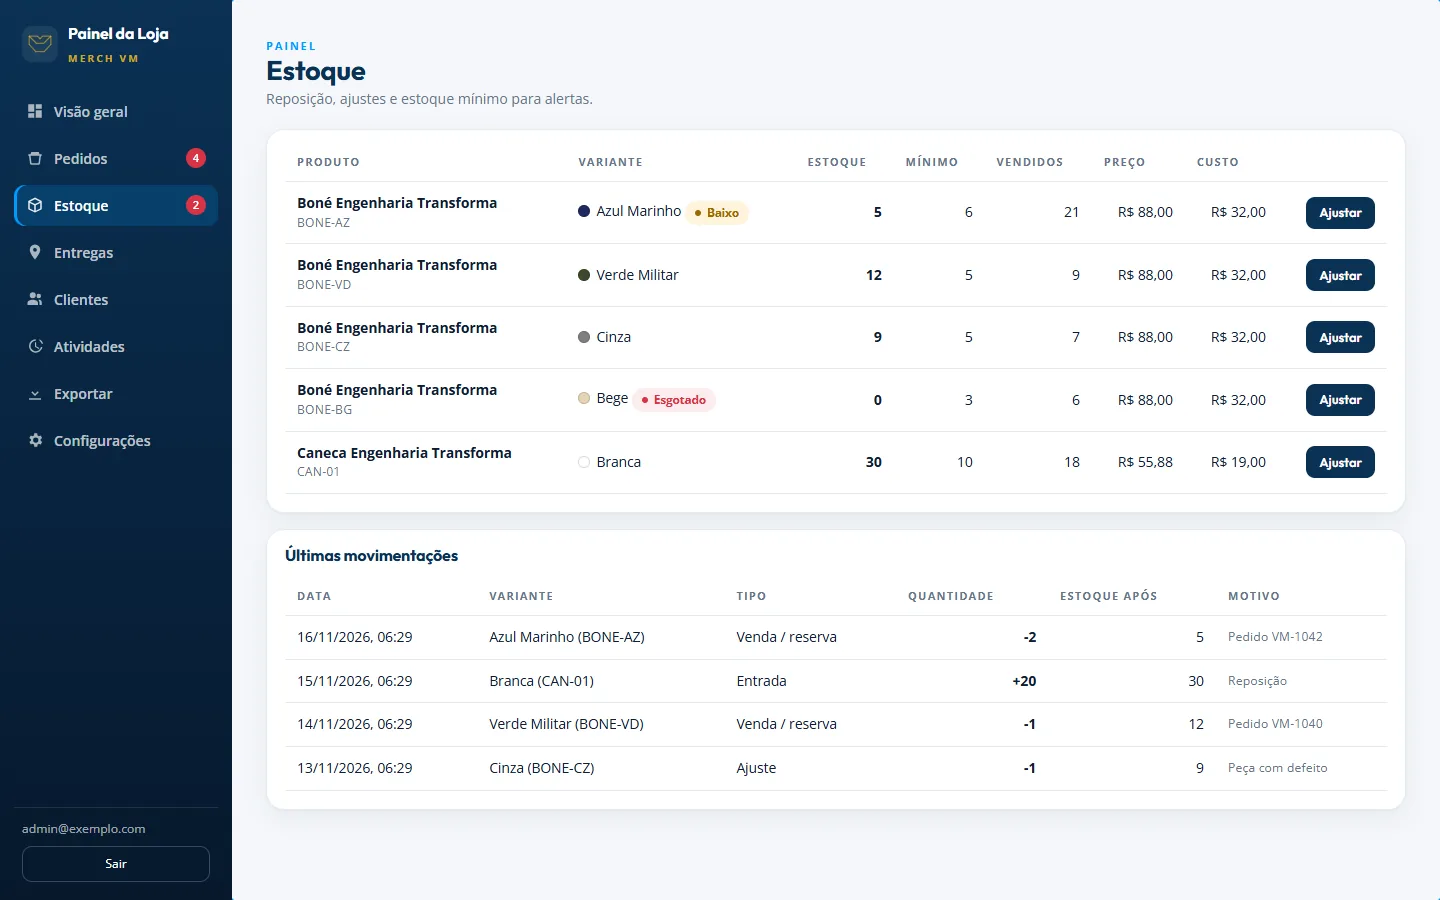 Painel da Loja
MERCH VM
Visão geral
Pedidos 4
Estoque 2
Entregas
Clientes
Atividades
Exportar
Configurações
admin@exemplo.com
Sair
PAINEL
Estoque
Reposição, ajustes e estoque mínimo para alertas.
PRODUTO VARIANTE ESTOQUE MÍNIMO VENDIDOS PREÇO CUSTO
Boné Engenharia Transforma
BONE-AZ
Azul Marinho Baixo 5 6 21 R$ 88,00 R$ 32,00 Ajustar
Boné Engenharia Transforma
BONE-VD
Verde Militar 12 5 9 R$ 88,00 R$ 32,00 Ajustar
Boné Engenharia Transforma
BONE-CZ
Cinza 9 5 7 R$ 88,00 R$ 32,00 Ajustar
Boné Engenharia Transforma
BONE-BG
Bege Esgotado 0 3 6 R$ 88,00 R$ 32,00 Ajustar
Caneca Engenharia Transforma
CAN-01
Branca 30 10 18 R$ 55,88 R$ 19,00 Ajustar
Últimas movimentações
DATA VARIANTE TIPO QUANTIDADE ESTOQUE APÓS MOTIVO
16/11/2026, 06:29 Azul Marinho (BONE-AZ) Venda / reserva -2 5 Pedido VM-1042
15/11/2026, 06:29 Branca (CAN-01) Entrada +20 30 Reposição
14/11/2026, 06:29 Verde Militar (BONE-VD) Venda / reserva -1 12 Pedido VM-1040
13/11/2026, 06:29 Cinza (BONE-CZ) Ajuste -1 9 Peça com defeito